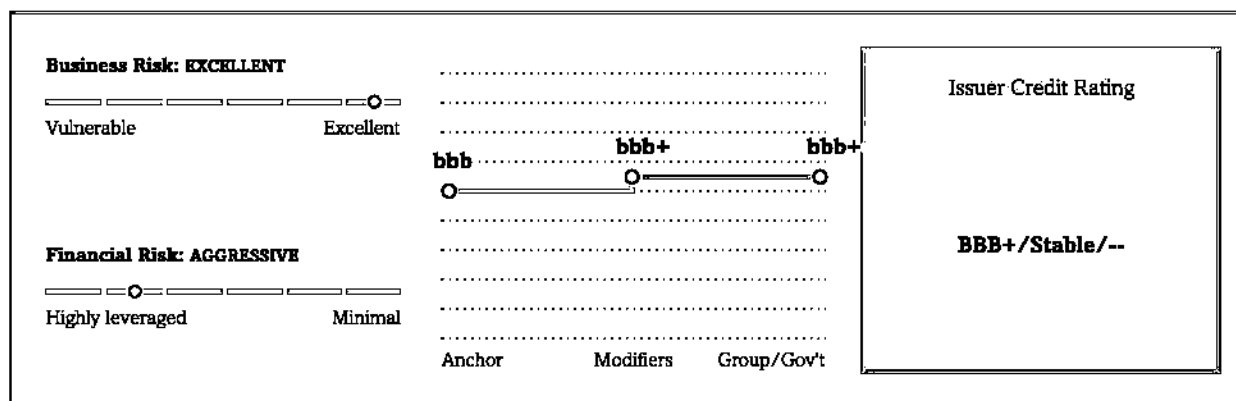 Business Risk: EXCELLENT
Vulnerable Excellent
Financial Risk: AGGRESSIVE
Highly leveraged Minimal
bbb bbb+ bbb+
Anchor Modifiers Group/Gov't
Issuer Credit Rating
BBB+/Stable/--